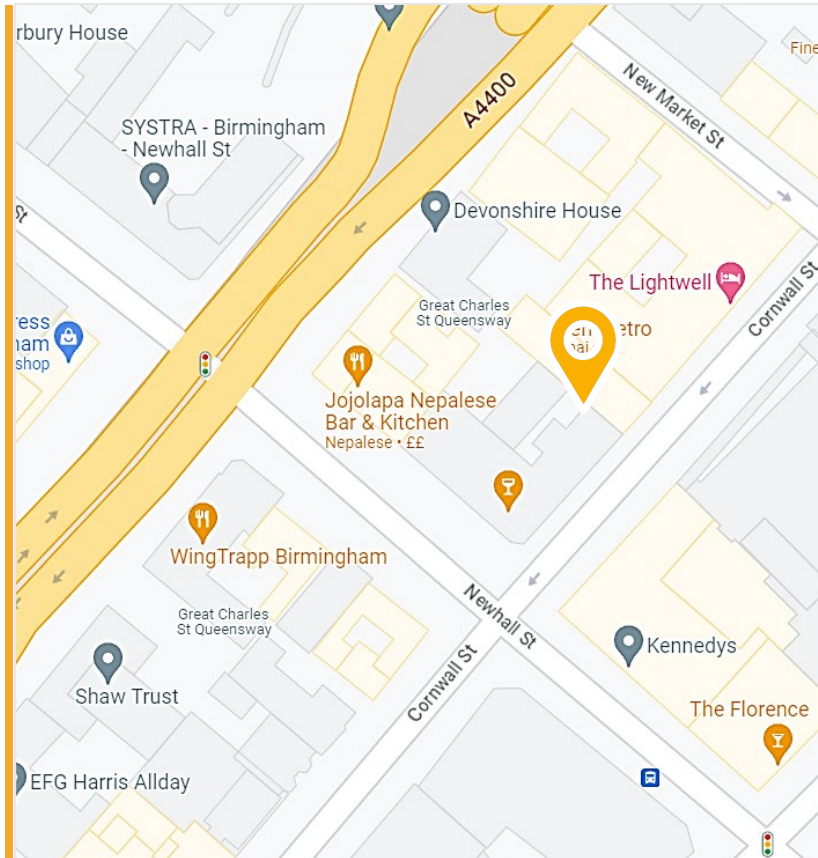 rbury House
Fine
New Market St
A4400
SYSTRA - Birmingham
- Newhall St
St
Devonshire House
The Lightwell
Cornwall St
Great Charles
St Queensway
ress
ham
shop
Jojolapa Nepalese
Bar & Kitchen
Nepalese • ££
WingTrapp Birmingham
Newhall St
Great Charles
St Queensway
Kennedys
Cornwall St
Shaw Trust
The Florence
EFG Harris Allday